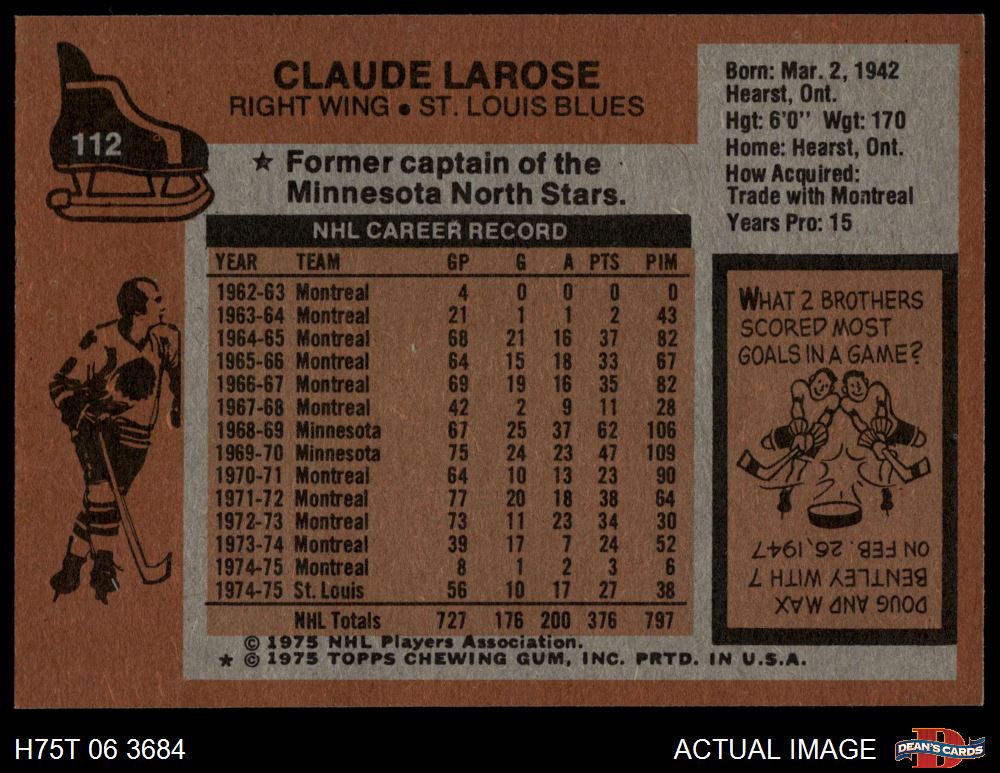 112
CLAUDE LAROSE
RIGHT WING • ST. LOUIS BLUES
★ Former captain of the
Minnesota North Stars.
Born: Mar. 2, 1942
Hearst, Ont.
Hgt: 6'0" Wgt: 170
Home: Hearst, Ont.
How Acquired:
Trade with Montreal
Years Pro: 15
NHL CAREER RECORD
YEAR TEAM GP G A PTS PIM
1962-63 Montreal 4 0 0 0 0
1963-64 Montreal 21 1 1 2 43
1964-65 Montreal 68 21 16 37 82
1965-66 Montreal 64 15 18 33 67
1966-67 Montreal 69 19 16 35 82
1967-68 Montreal 42 2 9 11 28
1968-69 Minnesota 67 25 37 62 106
1969-70 Minnesota 75 24 23 47 109
1970-71 Montreal 64 10 13 23 90
1971-72 Montreal 77 20 18 38 64
1972-73 Montreal 73 11 23 34 30
1973-74 Montreal 39 17 7 24 52
1974-75 Montreal 8 1 2 3 6
1974-75 St. Louis 56 10 17 27 38
NHL Totals 727 176 200 376 797
© 1975 NHL Players Association.
★ © 1975 TOPPS CHEWING GUM, INC. PRTD. IN U.S.A.
WHAT 2 BROTHERS
SCORED MOST
GOALS IN A GAME?
DOUG AND MAX
BENTLEY WITH 7
ON FEB. 26, 1947
H75T 06 3684
ACTUAL IMAGE
D
DEAN'S CARDS